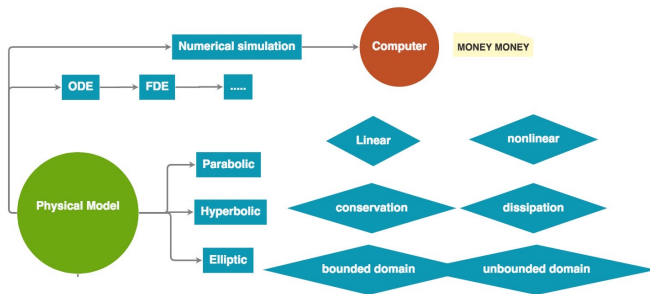 Numerical simulation
Computer
MONEY MONEY
ODE
FDE
.....
Linear
nonlinear
Parabolic
Physical Model
Hyperbolic
conservation
dissipation
Elliptic
bounded domain
unbounded domain